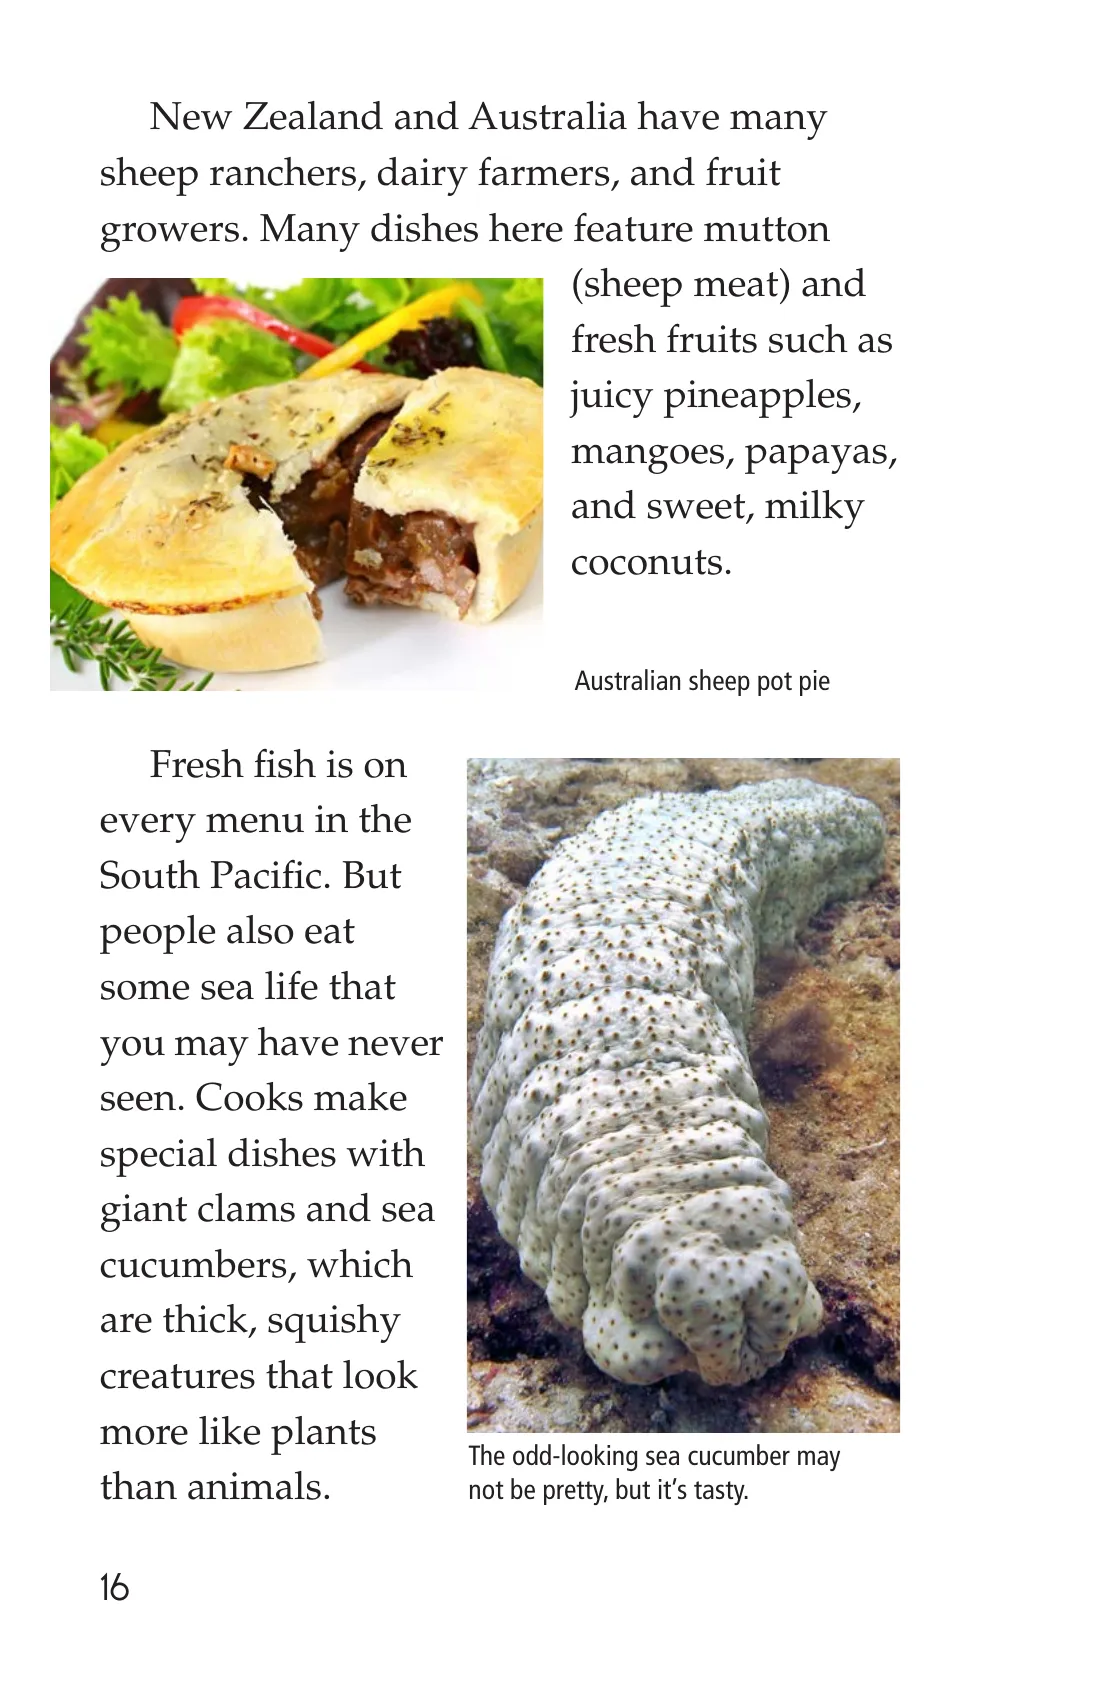 New Zealand and Australia have many
sheep ranchers, dairy farmers, and fruit
growers. Many dishes here feature mutton
(sheep meat) and
fresh fruits such as
juicy pineapples,
mangoes, papayas,
and sweet, milky
coconuts.
Australian sheep pot pie
Fresh fish is on
every menu in the
South Pacific. But
people also eat
some sea life that
you may have never
seen. Cooks make
special dishes with
giant clams and sea
cucumbers, which
are thick, squishy
creatures that look
more like plants
than animals.
The odd-looking sea cucumber may
not be pretty, but it’s tasty.
16